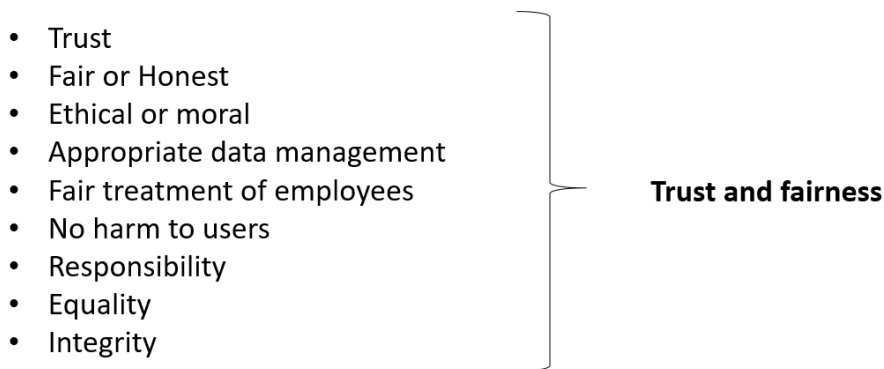 • Trust
• Fair or Honest
• Ethical or moral
• Appropriate data management
• Fair treatment of employees
• No harm to users
• Responsibility
• Equality
• Integrity
Trust and fairness